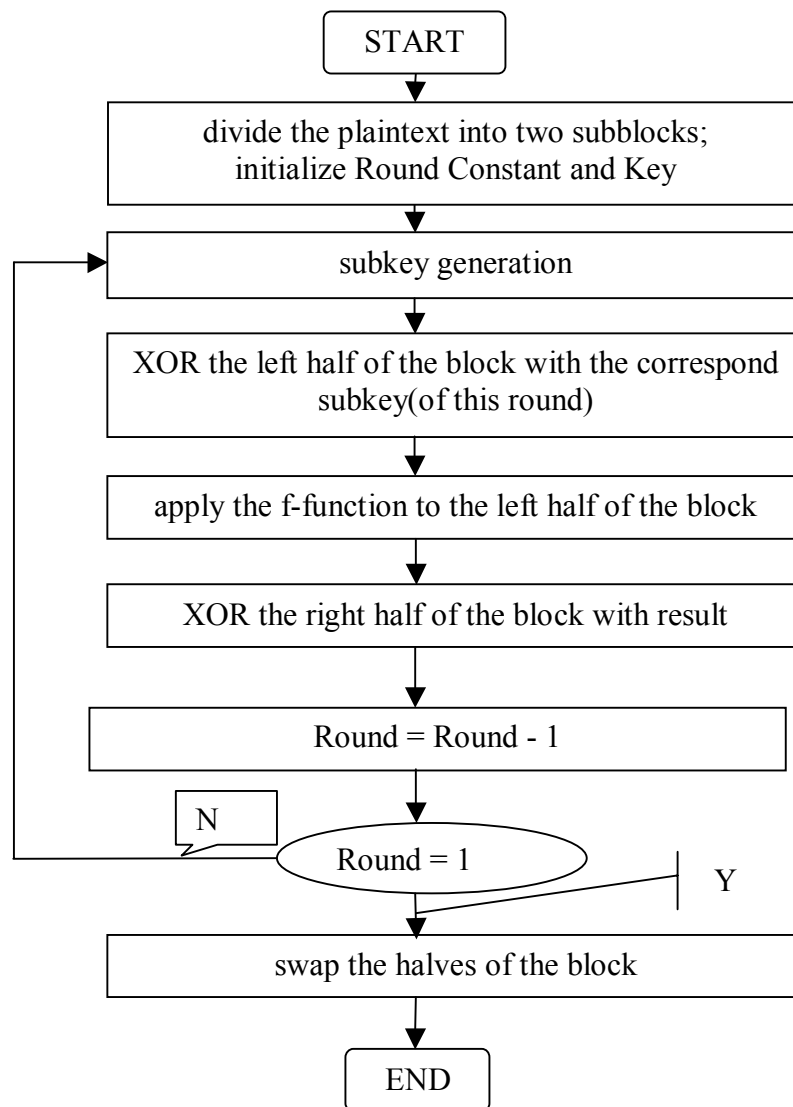 START
divide the plaintext into two subblocks;
initialize Round Constant and Key
subkey generation
XOR the left half of the block with the correspond
subkey(of this round)
apply the f-function to the left half of the block
XOR the right half of the block with result
Round = Round - 1
N
Round = 1
Y
swap the halves of the block
END